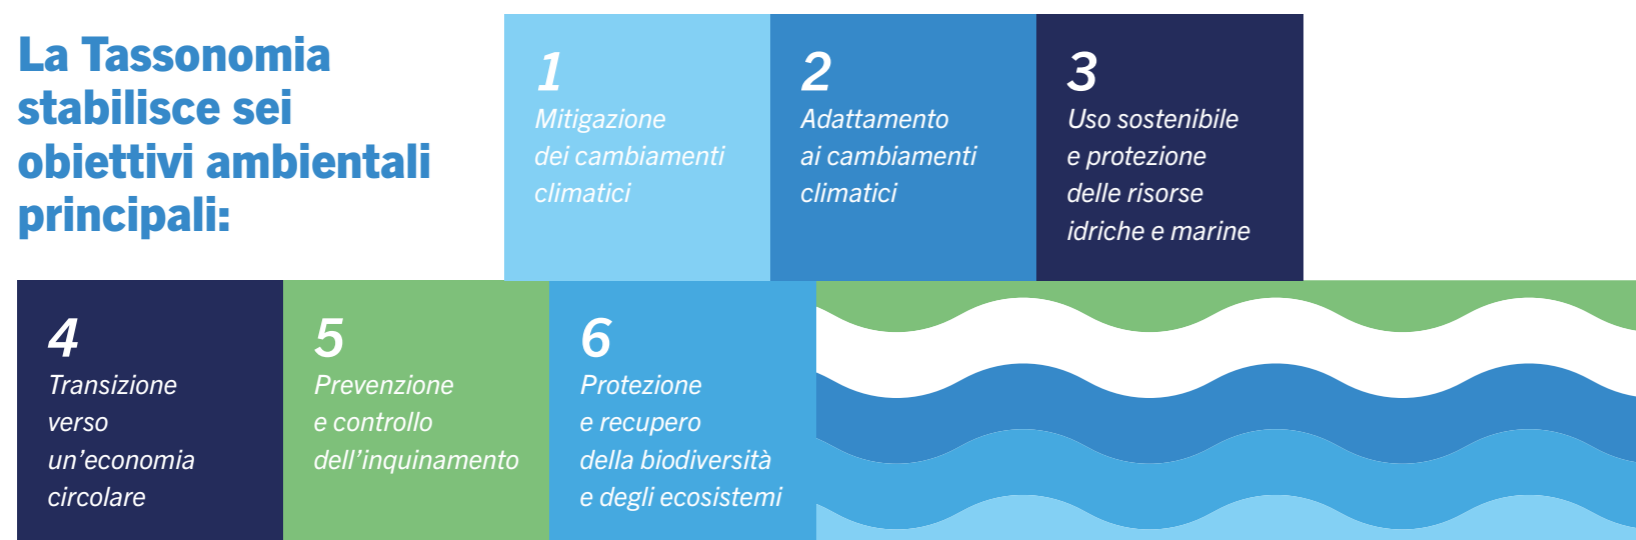 La Tassonomia
stabilisce sei
obiettivi ambientali
principali:
1
Mitigazione
dei cambiamenti
climatici
2
Adattamento
ai cambiamenti
climatici
3
Uso sostenibile
e protezione
delle risorse
idriche e marine
4
Transizione
verso
un’economia
circolare
5
Prevenzione
e controllo
dell’inquinamento
6
Protezione
e recupero
della biodiversità
e degli ecosistemi